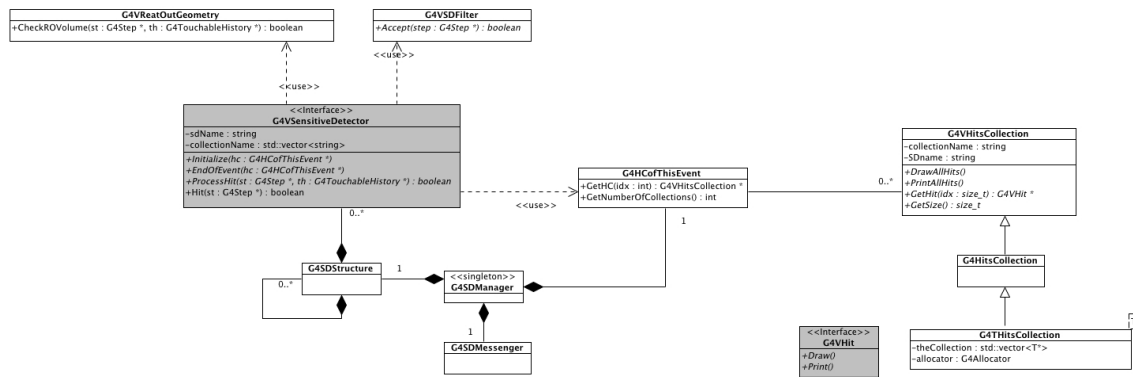 G4VReatOutGeometry
+CheckROVolume(st : G4Step *, th : G4TouchableHistory *) : boolean
G4VSDFilter
+Accept(step : G4Step *) : boolean
<<use>>
<<use>>
<<Interface>>
G4VSensitiveDetector
-sdName : string
-collectionName : std::vector<string>
+Initialize(hc : G4HCofThisEvent *)
+EndOfEvent(hc : G4HCofThisEvent *)
+ProcessHit(st : G4Step *, th : G4TouchableHistory *) : boolean
+Hit(st : G4Step *) : boolean
<<use>>
G4HCofThisEvent
+GetHC(idx : int) : G4VHitsCollection *
+GetNumberOfCollections() : int
0..*
1
G4VHitsCollection
-collectionName : string
-SDname : string
+DrawAllHits()
+PrintAllHits()
+GetHit(idx : size_t) : G4VHit *
+GetSize() : size_t
0..*
G4SDStructure
0..*
1
<<singleton>>
G4SDManager
1
G4SDMessenger
G4HitsCollection
<<Interface>>
G4VHit
+Draw()
+Print()
G4THitsCollection
-theCollection : std::vector<T*>
-allocator : G4Allocator